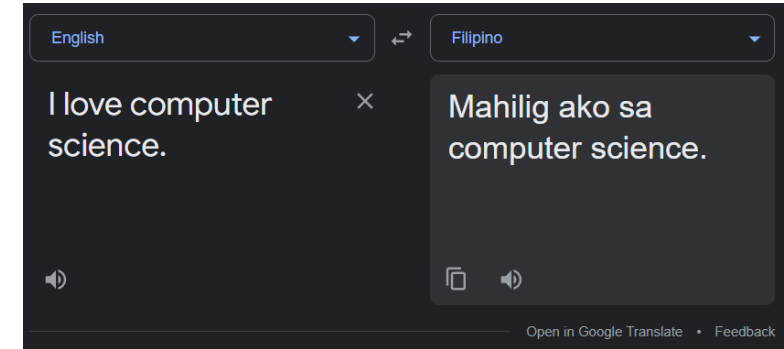 English
Filipino
I love computer
science.
Mahilig ako sa
computer science.
Open in Google Translate • Feedback